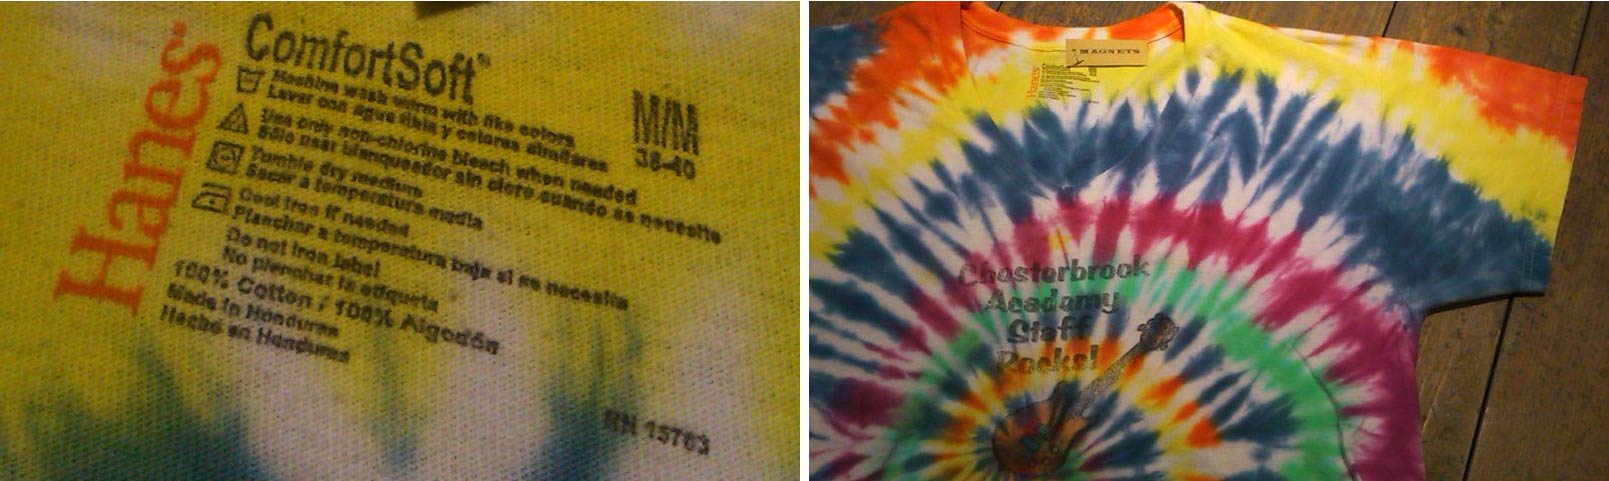 Hanes
ComfortSoft®
M/M
38-40
Machine wash warm with like colors
Lavar con agua tibia y colores similares
Use only non-chlorine bleach when needed
Sólo usar blanqueador sin cloro cuando se necesite
Tumble dry medium
Secar a temperatura media
Cool iron if needed
Planchar a temperatura baja si se necesita
Do not iron label
No planchar la etiqueta
100% Cotton / 100% Algodón
Made in Honduras
Hecho en Honduras
RN 15763
MAGNETS
Hanes
ComfortSoft
Chesterbrook
Academy
Staff
Rocks!